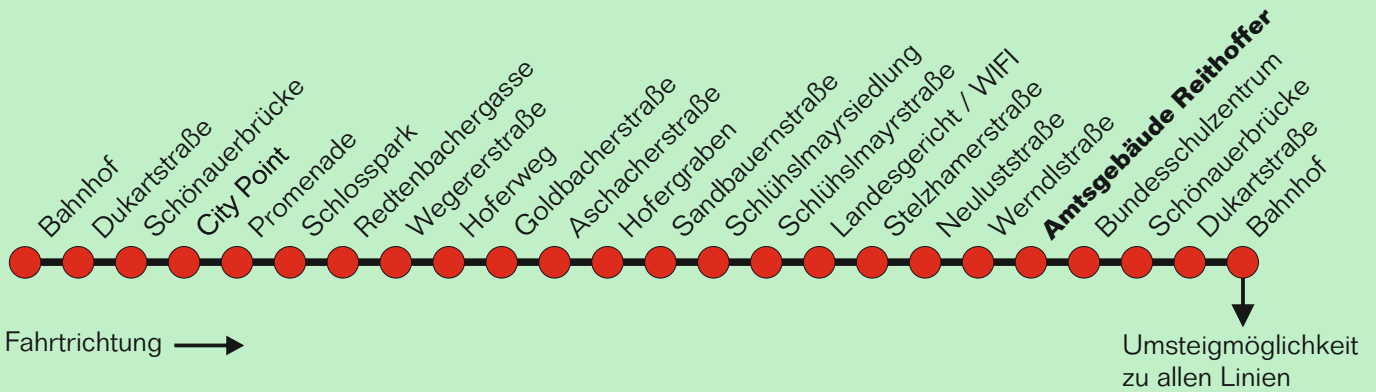 Bahnhof
Dukartstraße
Schönauerbrücke
City Point
Promenade
Schlosspark
Redtenbachergasse
Wegererstraße
Hoferweg
Goldbacherstraße
Aschacherstraße
Hofergraben
Sandbauernstraße
Schlühslmayrsiedlung
Schlühslmayrstraße
Landesgericht / WIFI
Stelzhamerstraße
Neuluststraße
Werndlstraße
Amtsgebäude Reithoffer
Bundesschulzentrum
Schönauerbrücke
Dukartstraße
Bahnhof
Fahrtrichtung
Umsteigmöglichkeit
zu allen Linien